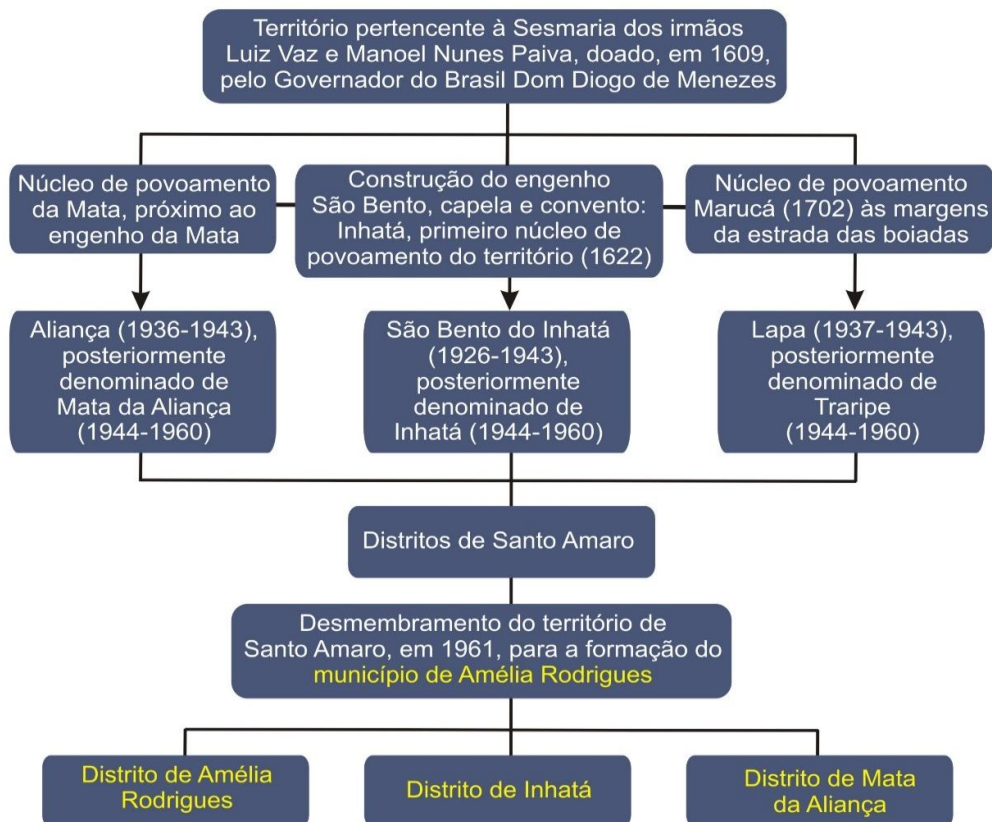 Território pertencente à Sesmaria dos irmãos
Luiz Vaz e Manoel Nunes Paiva, doado, em 1609,
pelo Governador do Brasil Dom Diogo de Menezes
Núcleo de povoamento
da Mata, próximo ao
engenho da Mata
Construção do engenho
São Bento, capela e convento:
Inhatá, primeiro núcleo de
povoamento do território (1622)
Núcleo de povoamento
Marucá (1702) às margens
da estrada das boiadas
Aliança (1936-1943),
posteriormente
denominado de
Mata da Aliança
(1944-1960)
São Bento do Inhatá
(1926-1943),
posteriormente
denominado de
Inhatá (1944-1960)
Lapa (1937-1943),
posteriormente
denominado de
Traripe
(1944-1960)
Distritos de Santo Amaro
Desmembramento do território de
Santo Amaro, em 1961, para a formação do
município de Amélia Rodrigues
Distrito de Amélia
Rodrigues
Distrito de Inhatá
Distrito de Mata
da Aliança